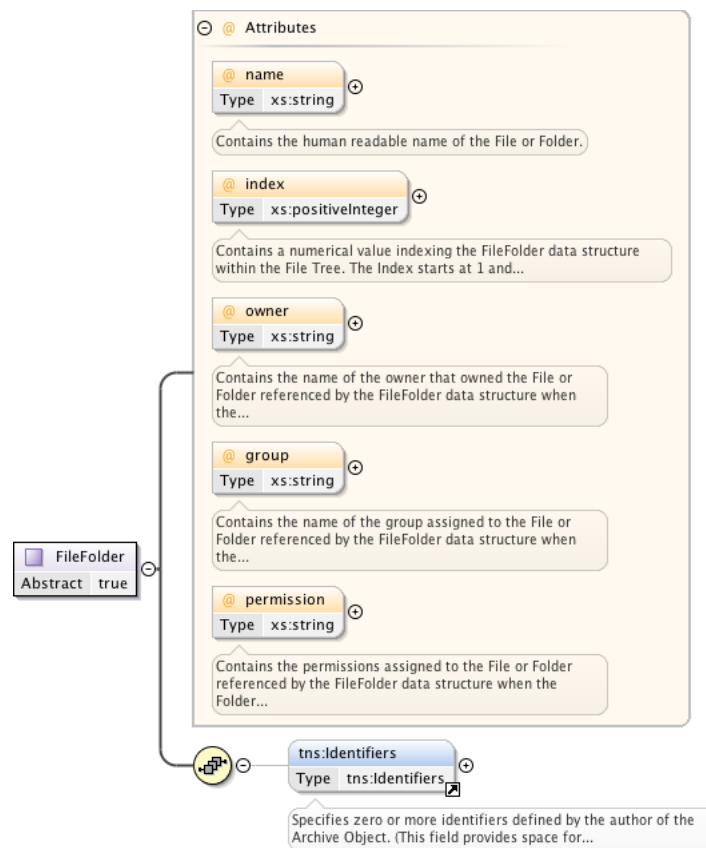 @ Attributes
@ name
Type xs:string
Contains the human readable name of the File or Folder.
@ index
Type xs:positiveInteger
Contains a numerical value indexing the FileFolder data structure
within the File Tree. The Index starts at 1 and...
@ owner
Type xs:string
Contains the name of the owner that owned the File or
Folder referenced by the FileFolder data structure when
the...
@ group
Type xs:string
Contains the name of the group assigned to the File or
Folder referenced by the FileFolder data structure when
the...
FileFolder
Abstract true
@ permission
Type xs:string
Contains the permissions assigned to the File or Folder
referenced by the FileFolder data structure when the
Folder...
tns:Identifiers
Type tns:Identifiers
Specifies zero or more identifiers defined by the author of the
Archive Object. (This field provides space for...